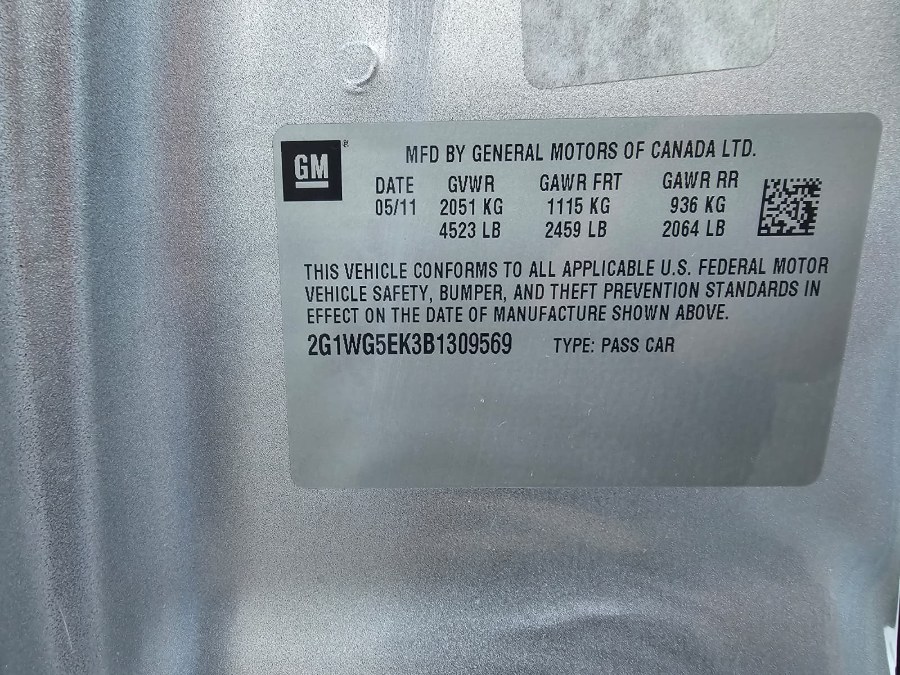 GM®
MFD BY GENERAL MOTORS OF CANADA LTD.
DATE GVWR GAWR FRT GAWR RR
05/11 2051 KG 1115 KG 936 KG
4523 LB 2459 LB 2064 LB
THIS VEHICLE CONFORMS TO ALL APPLICABLE U.S. FEDERAL MOTOR
VEHICLE SAFETY, BUMPER, AND THEFT PREVENTION STANDARDS IN
EFFECT ON THE DATE OF MANUFACTURE SHOWN ABOVE.
2G1WG5EK3B1309569 TYPE: PASS CAR